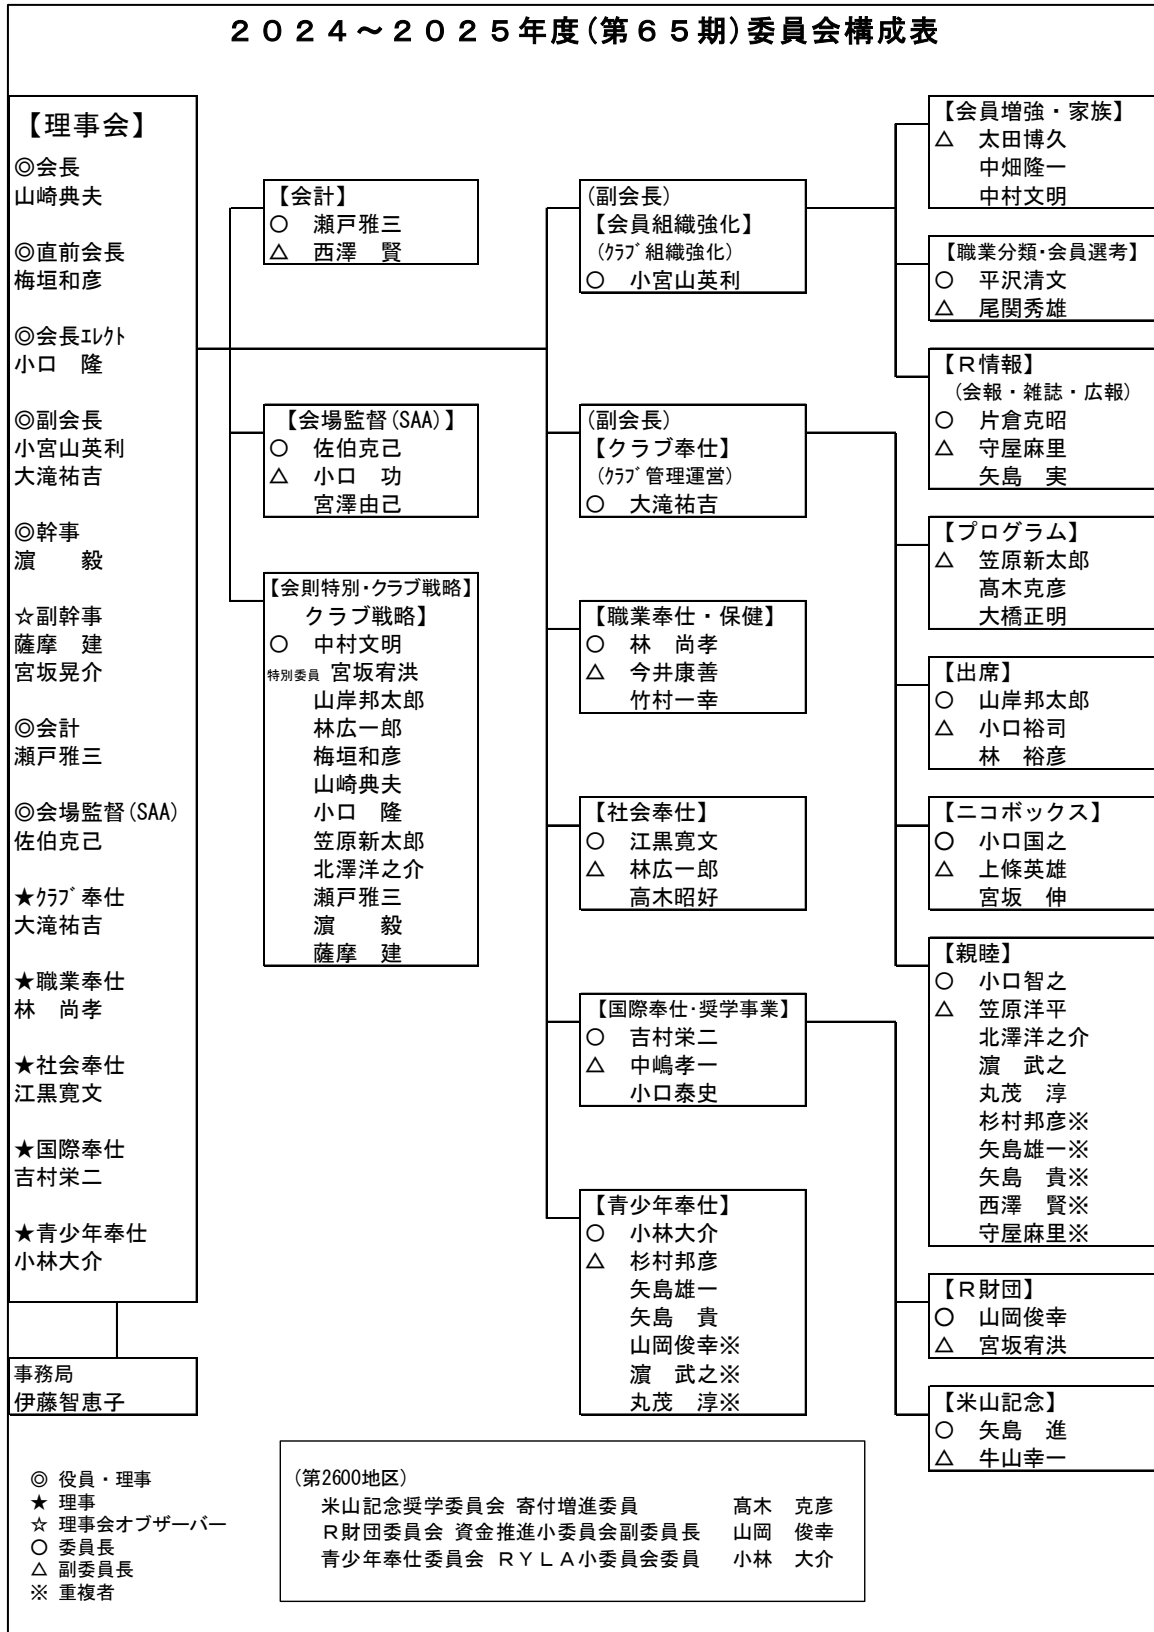 ２０２４～２０２５年度(第６５期)委員会構成表
【理事会】
◎会長
山崎典夫
◎直前会長
梅垣和彦
◎会長ｴﾚｸﾄ
小口　隆
◎副会長
小宮山英利
大滝祐吉
◎幹事
濵　　毅
☆副幹事
薩摩　建
宮坂晃介
◎会計
瀬戸雅三
◎会場監督(SAA)
佐伯克己
★ｸﾗﾌﾞ奉仕
大滝祐吉
★職業奉仕
林　尚孝
★社会奉仕
江黒寛文
★国際奉仕
吉村栄二
★青少年奉仕
小林大介
事務局
伊藤智恵子
【会計】
○　瀬戸雅三
△　西澤　賢
【会場監督(SAA)】
○　佐伯克己
△　小口　功
宮澤由己
【会則特別・クラブ戦略】
クラブ戦略】
○　中村文明
特別委員 宮坂宥洪
山岸邦太郎
林広一郎
梅垣和彦
山崎典夫
小口　隆
笠原新太郎
北澤洋之介
瀬戸雅三
濵　　毅
薩摩　建
(副会長)
【会員組織強化】
(ｸﾗﾌﾞ組織強化)
○　小宮山英利
(副会長)
【クラブ奉仕】
(ｸﾗﾌﾞ管理運営)
○　大滝祐吉
【職業奉仕・保健】
○　林　尚孝
△　今井康善
竹村一幸
【社会奉仕】
○　江黒寛文
△　林広一郎
高木昭好
【国際奉仕・奨学事業】
○　吉村栄二
△　中嶋孝一
小口泰史
【青少年奉仕】
○　小林大介
△　杉村邦彦
矢島雄一
矢島　貴
山岡俊幸※
濵　武之※
丸茂　淳※
【会員増強・家族】
△　太田博久
中畑隆一
中村文明
【職業分類・会員選考】
○　平沢清文
△　尾関秀雄
【Ｒ情報】
(会報・雑誌・広報)
○　片倉克昭
△　守屋麻里
矢島　実
【プログラム】
△　笠原新太郎
髙木克彦
大橋正明
【出席】
○　山岸邦太郎
△　小口裕司
林　裕彦
【ニコボックス】
○　小口国之
△　上條英雄
宮坂　伸
【親睦】
○　小口智之
△　笠原洋平
北澤洋之介
濵　武之
丸茂　淳
杉村邦彦※
矢島雄一※
矢島　貴※
西澤　賢※
守屋麻里※
【Ｒ財団】
○　山岡俊幸
△　宮坂宥洪
【米山記念】
○　矢島　進
△　牛山幸一
◎ 役員・理事
★ 理事
☆ 理事会オブザーバー
○ 委員長
△ 副委員長
※ 重複者
(第2600地区)
米山記念奨学委員会 寄付増進委員　髙木　克彦
Ｒ財団委員会 資金推進小委員会副委員長　山岡　俊幸
青少年奉仕委員会 ＲＹＬＡ小委員会委員　小林　大介